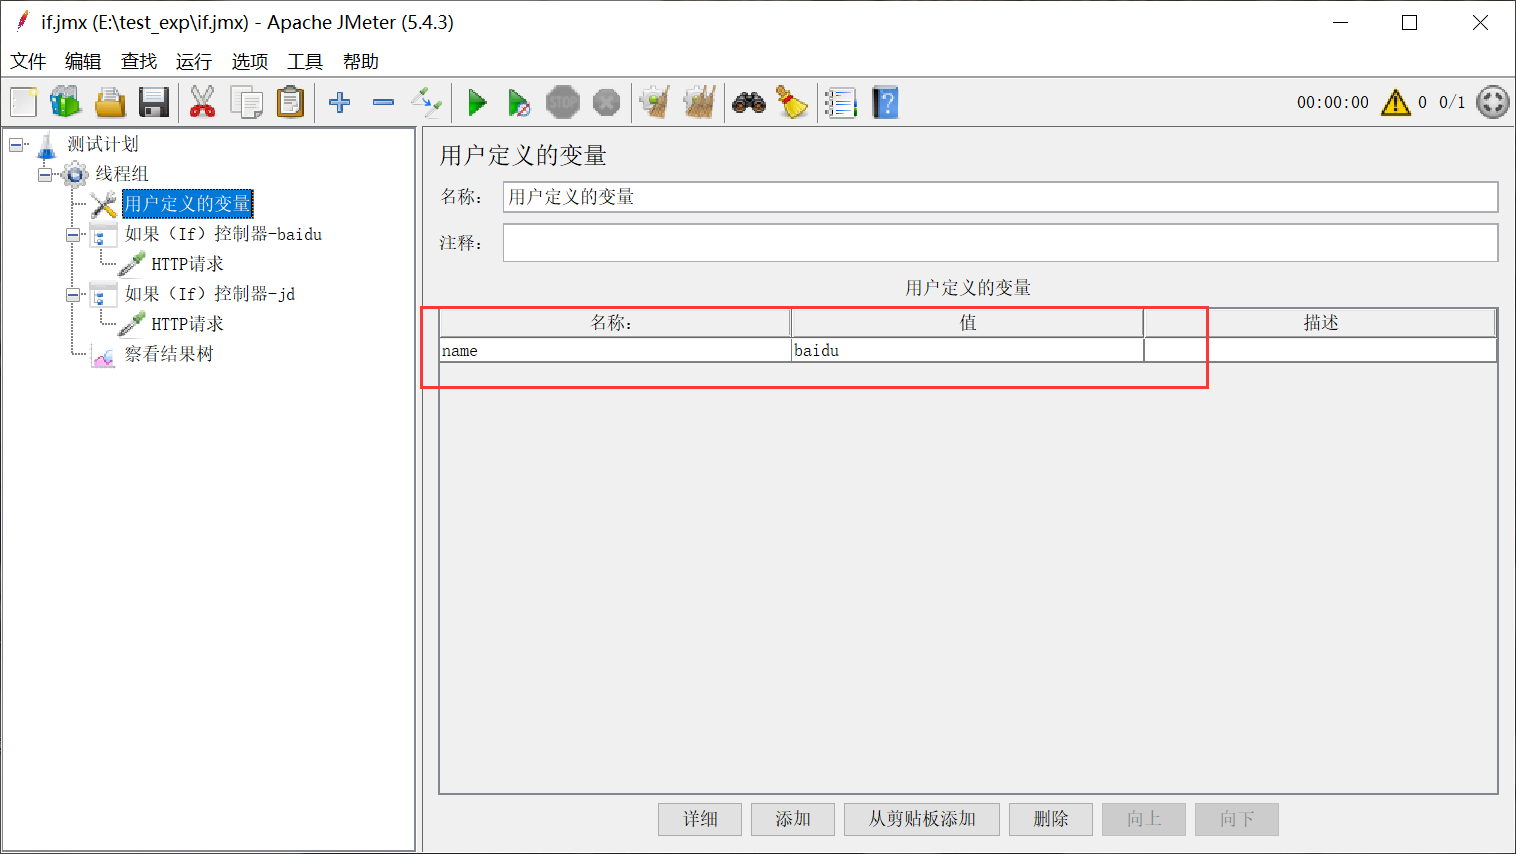 if.jmx (E:\test_exp\if.jmx) - Apache JMeter (5.4.3)
文件 编辑 查找 运行 选项 工具 帮助
STOP 00:00:00 0 0/1
测试计划
线程组
用户定义的变量
如果（If）控制器-baidu
HTTP请求
如果（If）控制器-jd
HTTP请求
察看结果树
用户定义的变量
名称： 用户定义的变量
注释：
用户定义的变量
名称： 值 描述
name baidu
详细 添加 从剪贴板添加 删除 向上 向下